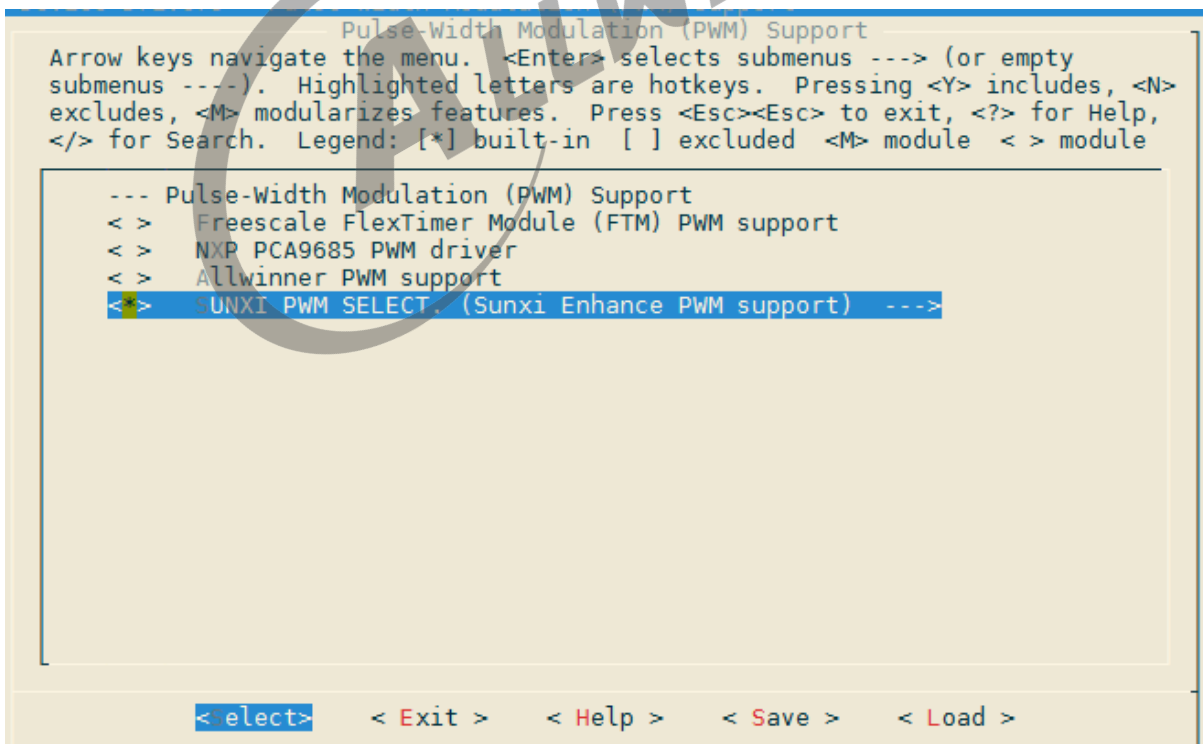 Pulse-Width Modulation (PWM) Support
Arrow keys navigate the menu.  <Enter> selects submenus ---> (or empty
submenus ----).  Highlighted letters are hotkeys.  Pressing <Y> includes, <N>
excludes, <M> modularizes features.  Press <Esc><Esc> to exit, <?> for Help,
</> for Search.  Legend: [*] built-in  [ ] excluded  <M> module  < > module
--- Pulse-Width Modulation (PWM) Support
< >   Freescale FlexTimer Module (FTM) PWM support
< >   NXP PCA9685 PWM driver
< >   Allwinner PWM support
<*>   SUNXI PWM SELECT. (Sunxi Enhance PWM support)  --->
<Select>    < Exit >    < Help >    < Save >    < Load >